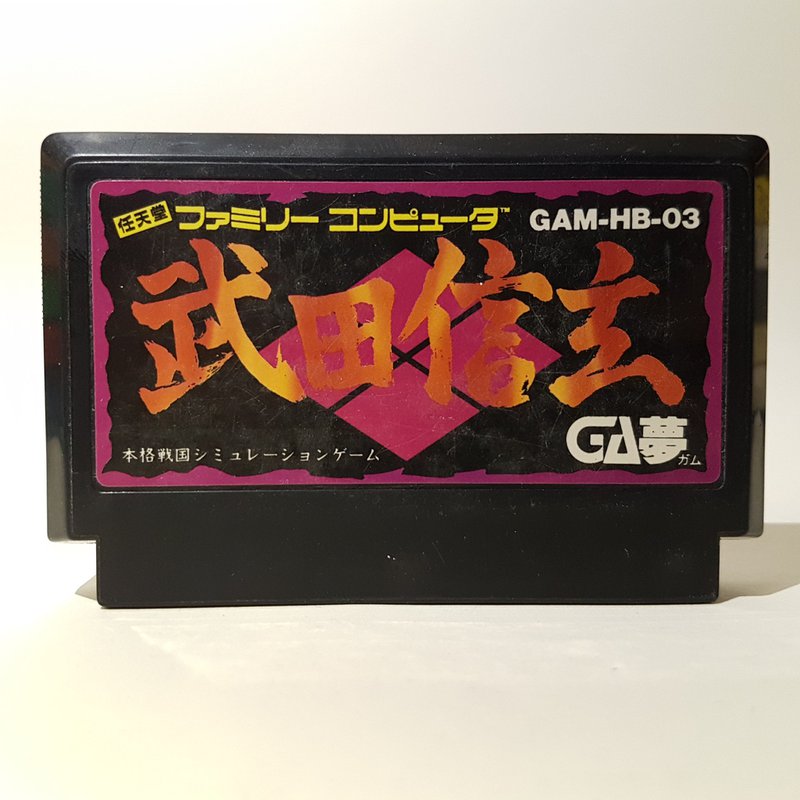 任天堂 ファミリーコンピュータ™ GAM-HB-03
武田信玄
GA夢
本格戦国シミュレーションゲーム ガム